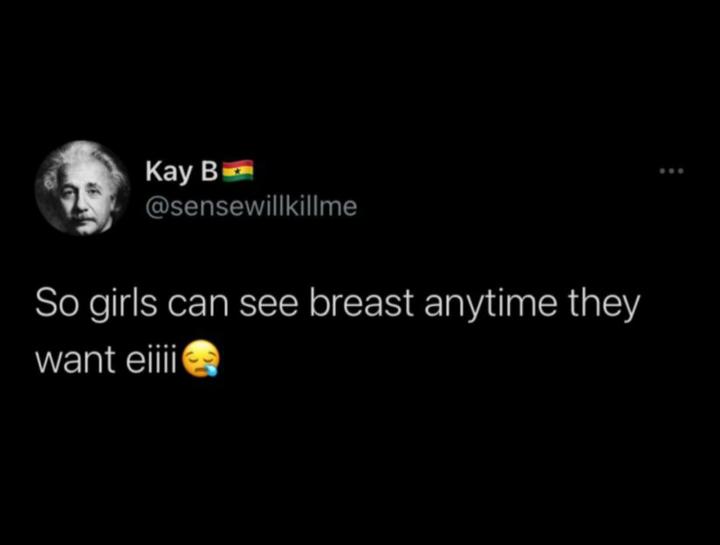 Kay B🇬🇭
@sensewillkillme
So girls can see breast anytime they
want eiiii😪